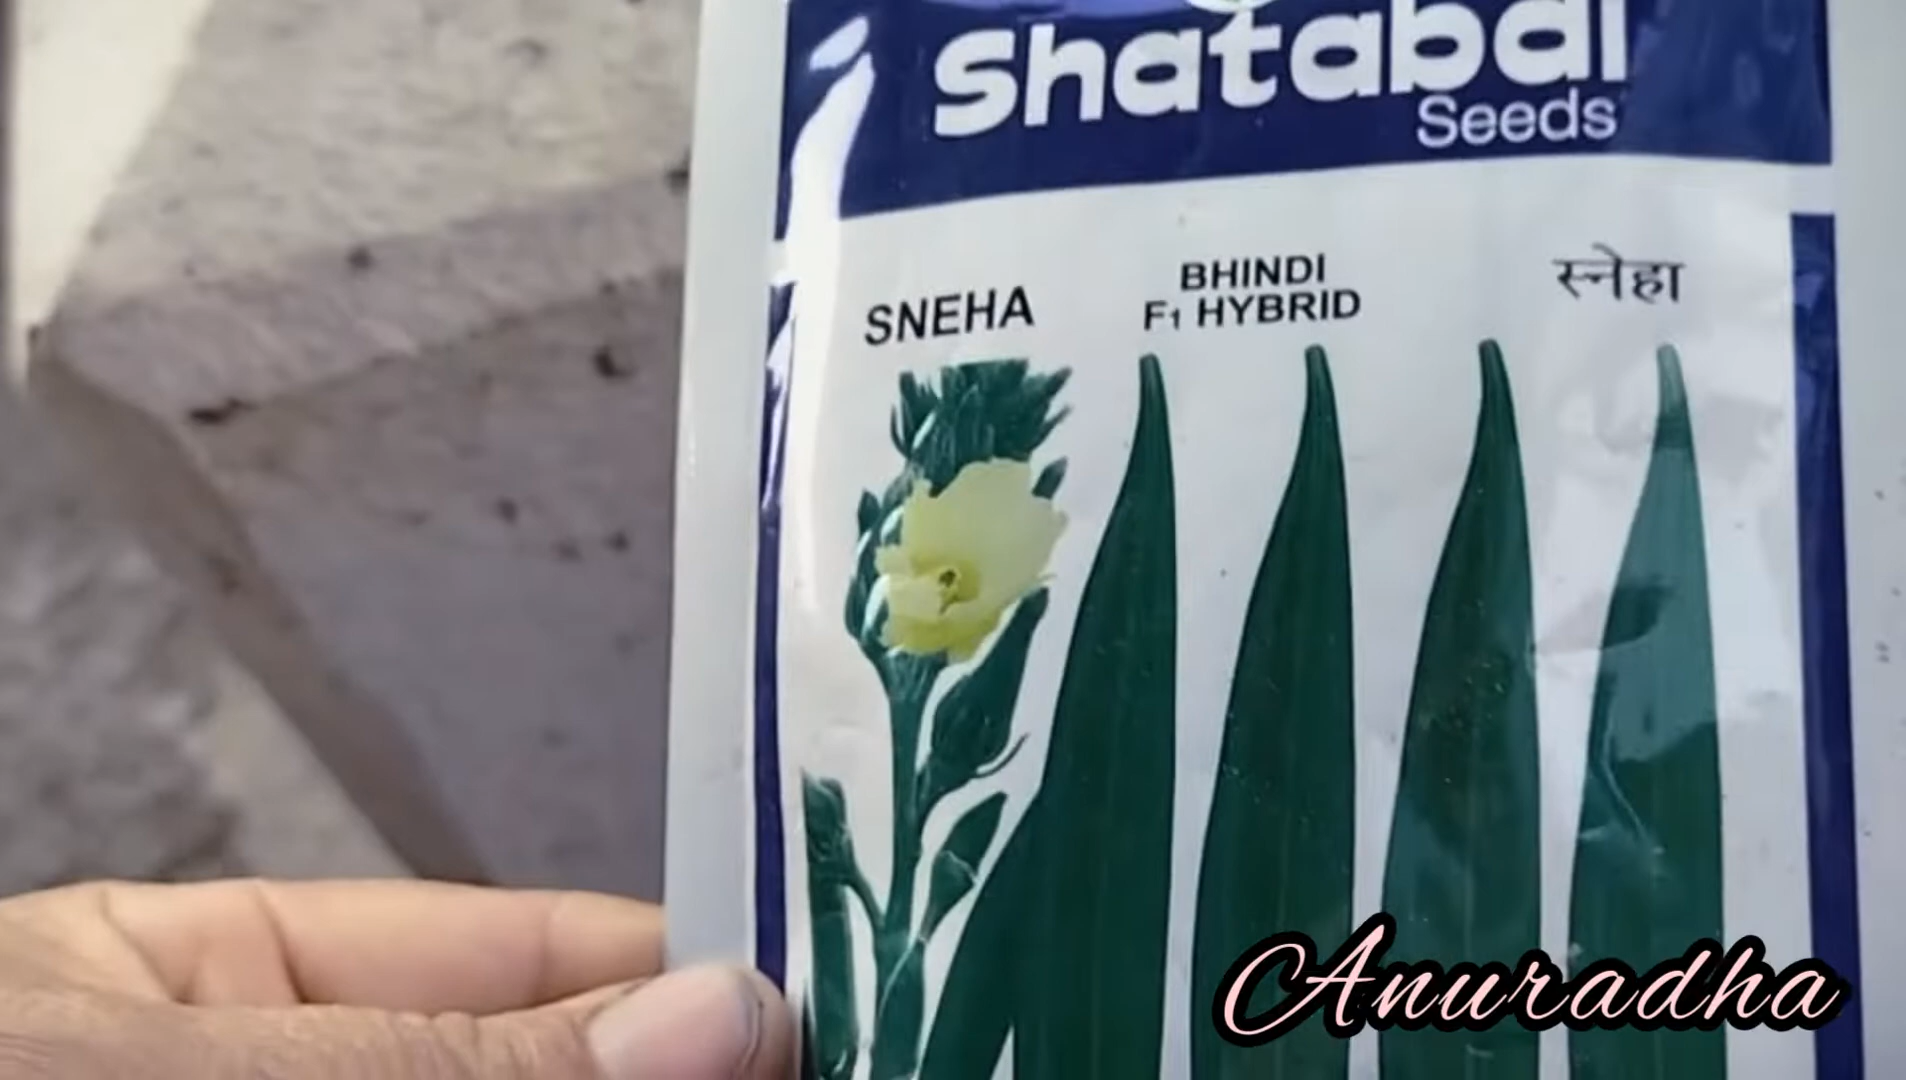 Shatabdi
Seeds
SNEHA
BHINDI
F1 HYBRID
स्नेहा
Anuradha